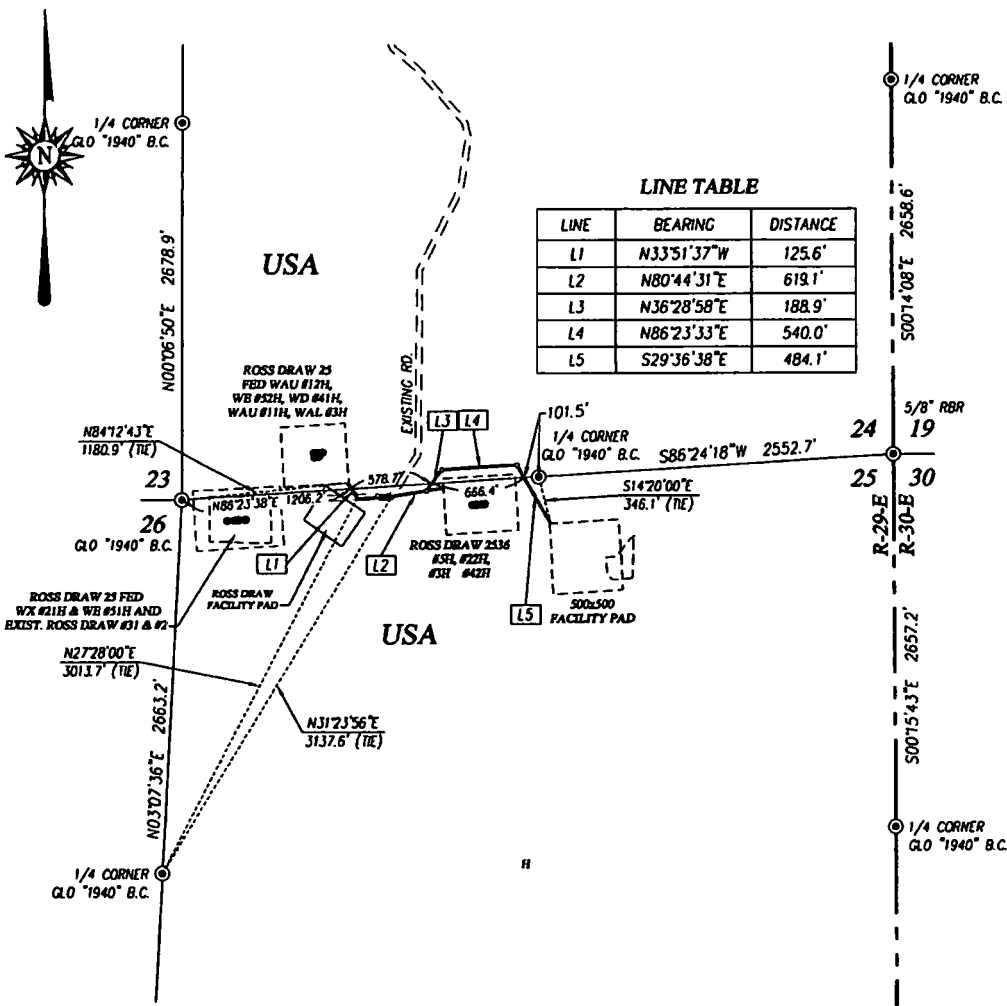 N
1/4 CORNER
GLO "1940" B.C.
1/4 CORNER
GLO "1940" B.C.
N00°06'50"E 2678.9'
USA
LINE TABLE
LINE BEARING DISTANCE
L1 N33°51'37"W 125.6'
L2 N80°44'31"E 619.1'
L3 N36°28'58"E 188.9'
L4 N86°23'33"E 540.0'
L5 S29°36'38"E 484.1'
S00°14'08"E 2658.6'
ROSS DRAW 25
FED WAU #12H,
WB #52H, WD #41H,
WAU #11H, WAL #3H
EXISTING RD.
L3 L4
101.5'
1/4 CORNER
GLO "1940" B.C.
S86°24'18"W 2552.7'
5/8" RBR
24 19
25 30
R-29-E
R-30-E
N84°12'43"E
1180.9' (TIE)
23
26
GLO "1940" B.C.
N86°23'38"E 1206.2'
578.7'
666.4'
S14°20'00"E
346.1' (TIE)
L1
L2
ROSS DRAW
FACILITY PAD
ROSS DRAW 2536
#5H, #22H,
#3H #42H
L5
500x500
FACILITY PAD
ROSS DRAW 25 FED
WX #21H & WB #51H AND
EXIST. ROSS DRAW #31 & #2
USA
N27°28'00"E
3013.7' (TIE)
N31°23'56"E
3137.6' (TIE)
N03°07'36"E 2663.2'
S00°15'43"E 2657.2'
1/4 CORNER
GLO "1940" B.C.
H
1/4 CORNER
GLO "1940" B.C.